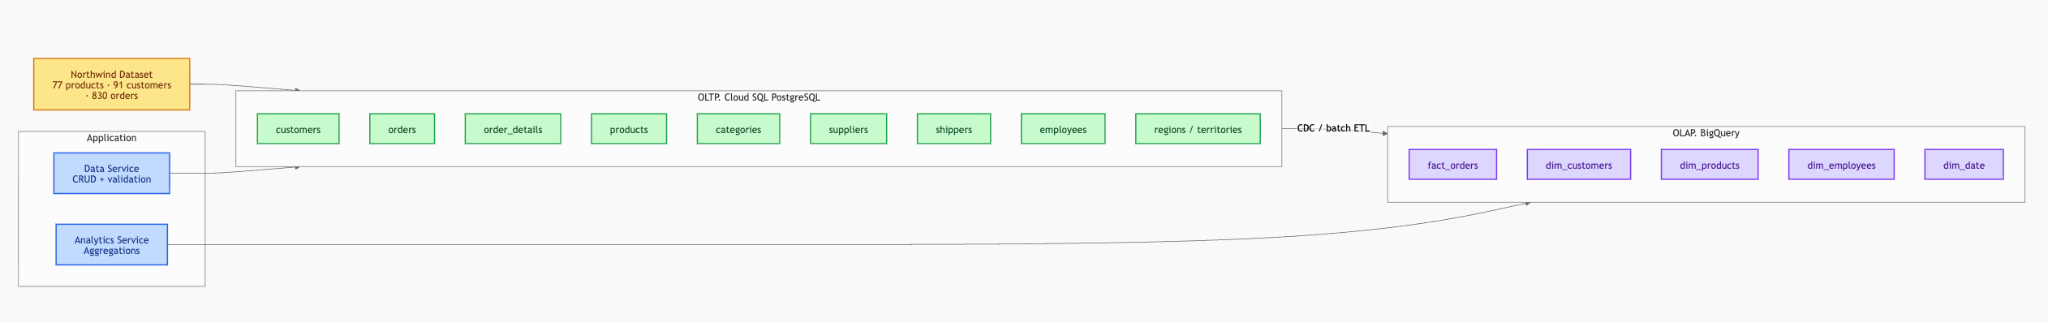 Northwind Dataset
77 products · 91 customers
· 830 orders
Application
Data Service
CRUD + validation
Analytics Service
Aggregations
OLTP. Cloud SQL PostgreSQL
customers
orders
order_details
products
categories
suppliers
shippers
employees
regions / territories
CDC / batch ETL
OLAP. BigQuery
fact_orders
dim_customers
dim_products
dim_employees
dim_date